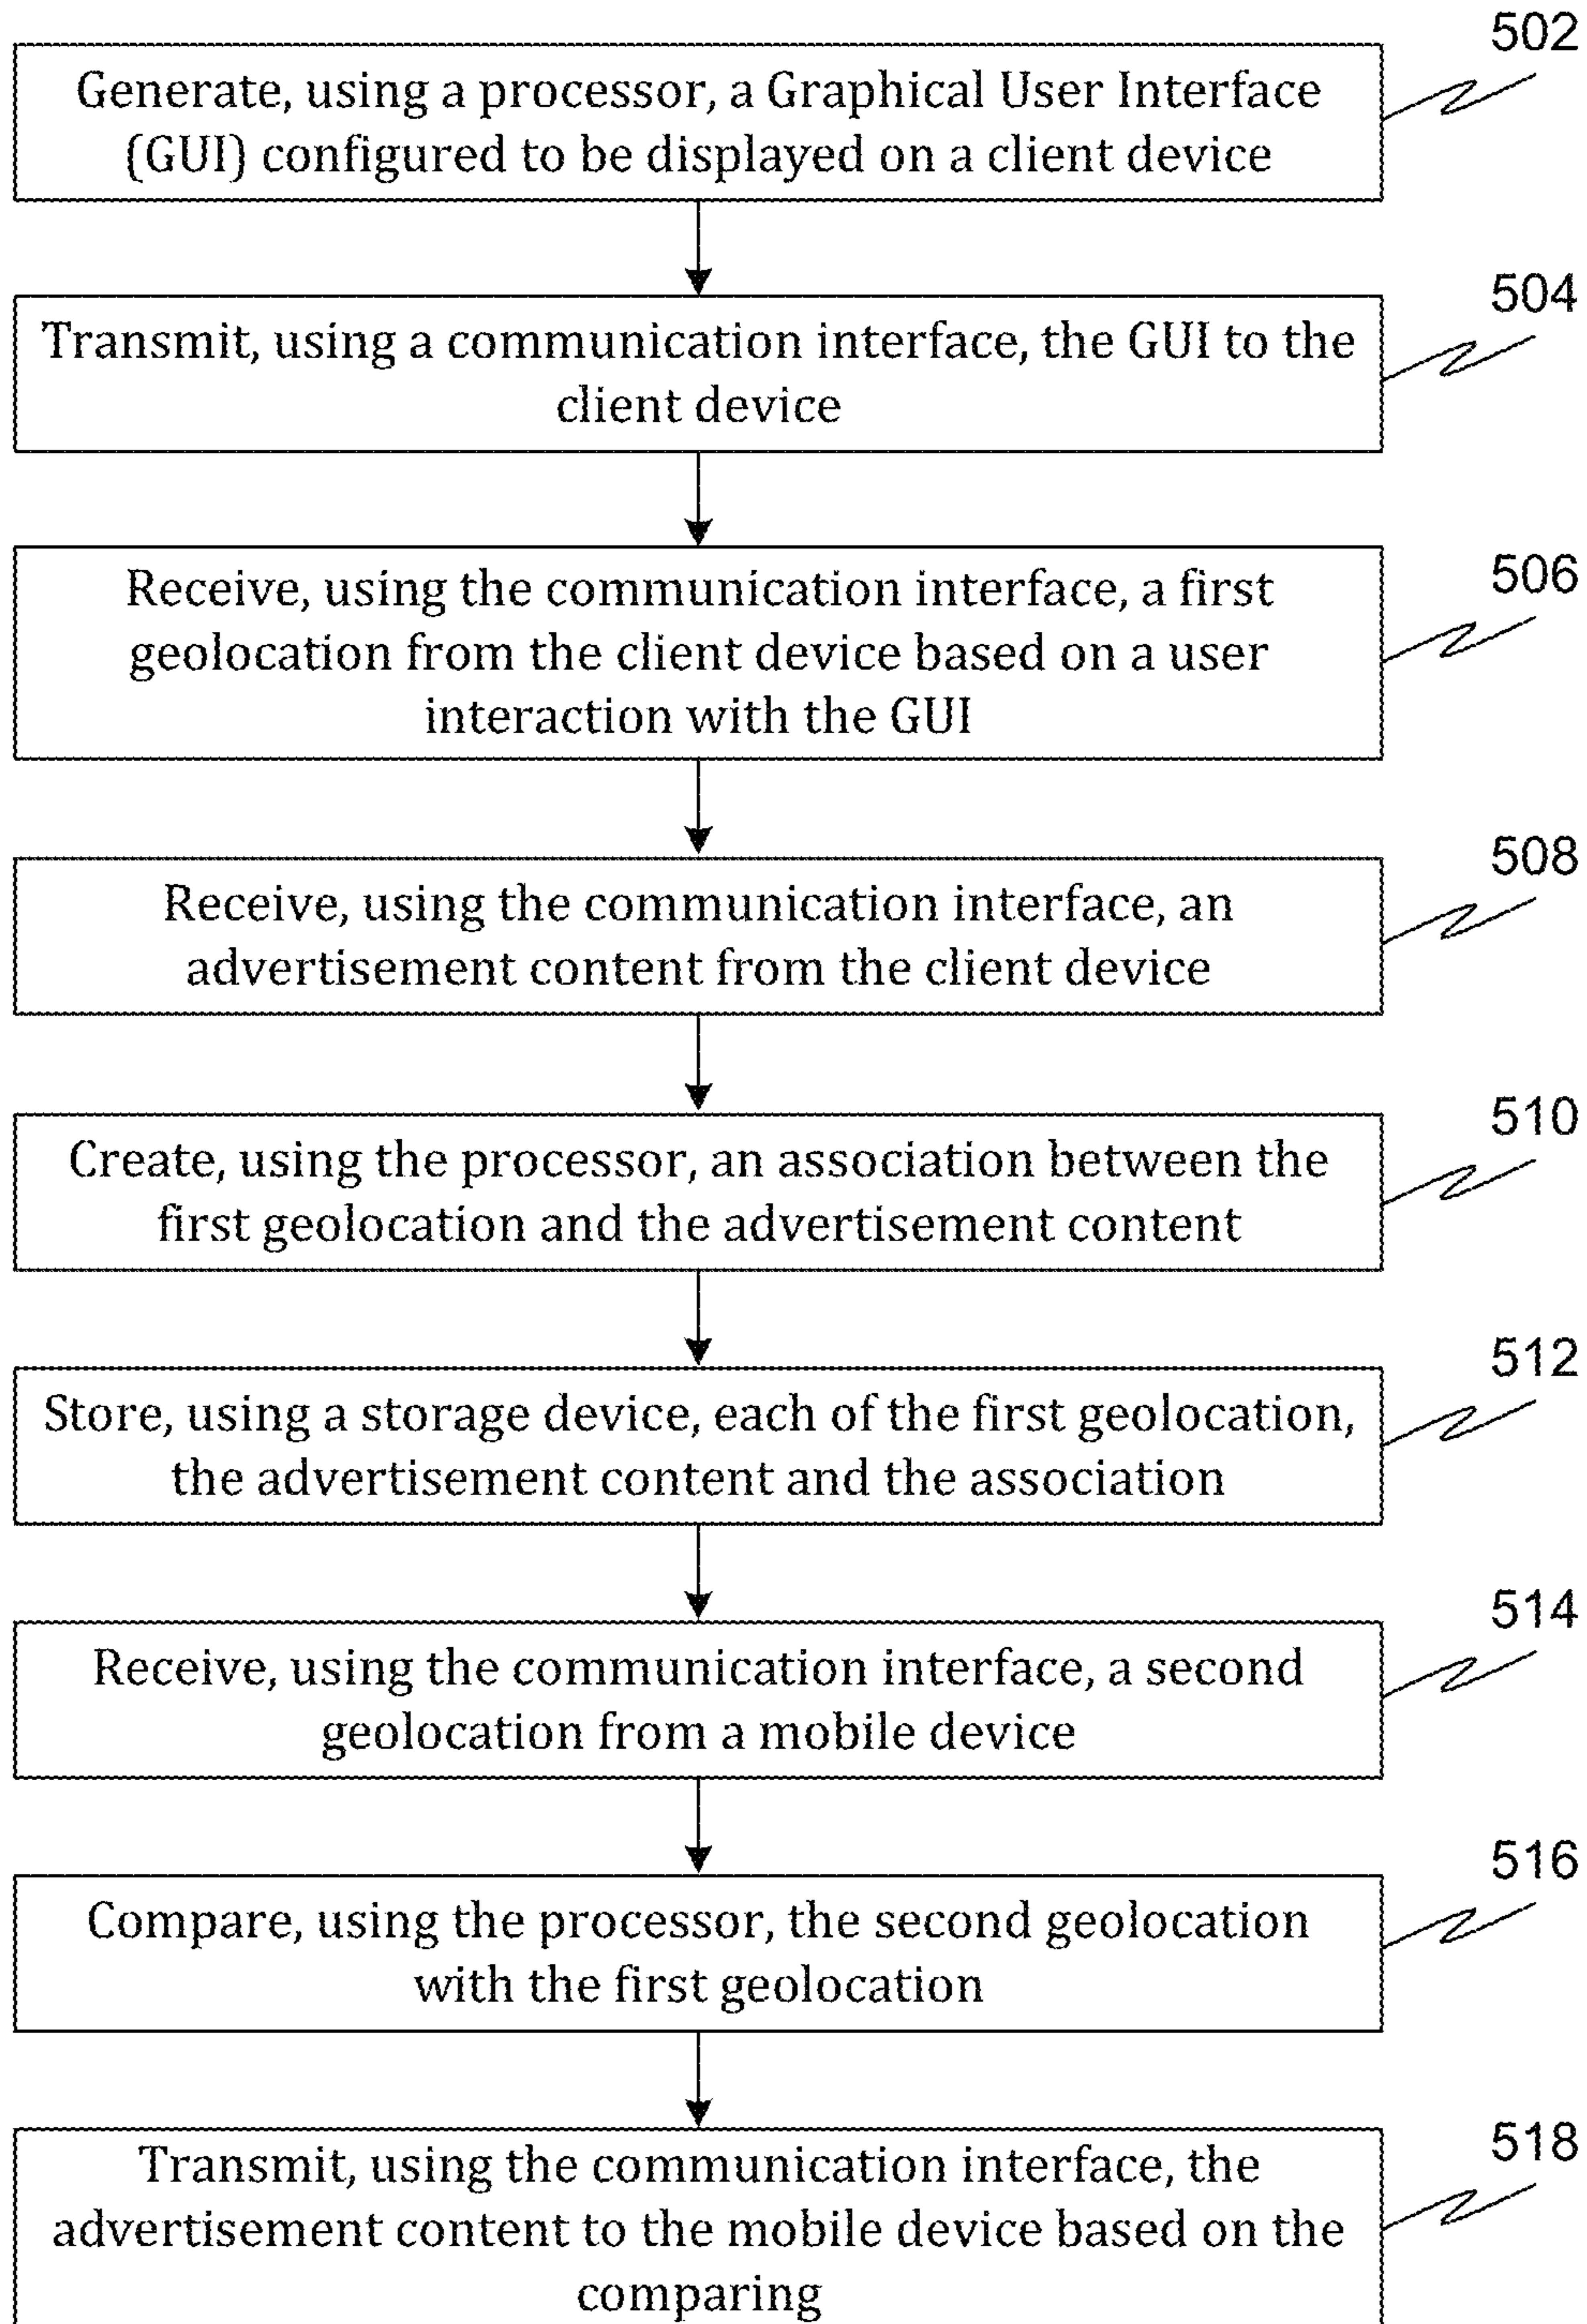 502
Generate, using a processor, a Graphical User Interface
(GUI) configured to be displayed on a client device
504
Transmit, using a communication interface, the GUI to the
client device
506
Receive, using the communication interface, a first
geolocation from the client device based on a user
interaction with the GUI
508
Receive, using the communication interface, an
advertisement content from the client device
510
Create, using the processor, an association between the
first geolocation and the advertisement content
512
Store, using a storage device, each of the first geolocation,
the advertisement content and the association
514
Receive, using the communication interface, a second
geolocation from a mobile device
516
Compare, using the processor, the second geolocation
with the first geolocation
518
Transmit, using the communication interface, the
advertisement content to the mobile device based on the
comparing